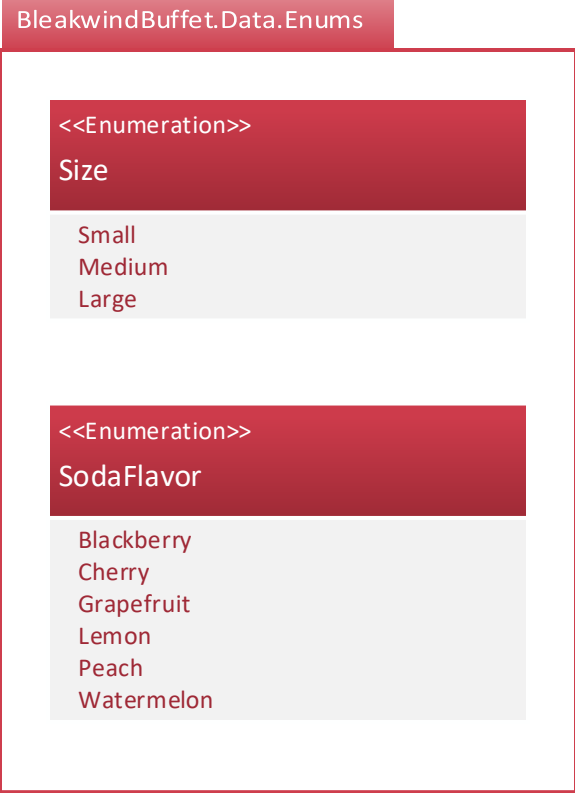 BleakwindBuffet.Data.Enums
<<Enumeration>>
Size
Small
Medium
Large
<<Enumeration>>
SodaFlavor
Blackberry
Cherry
Grapefruit
Lemon
Peach
Watermelon